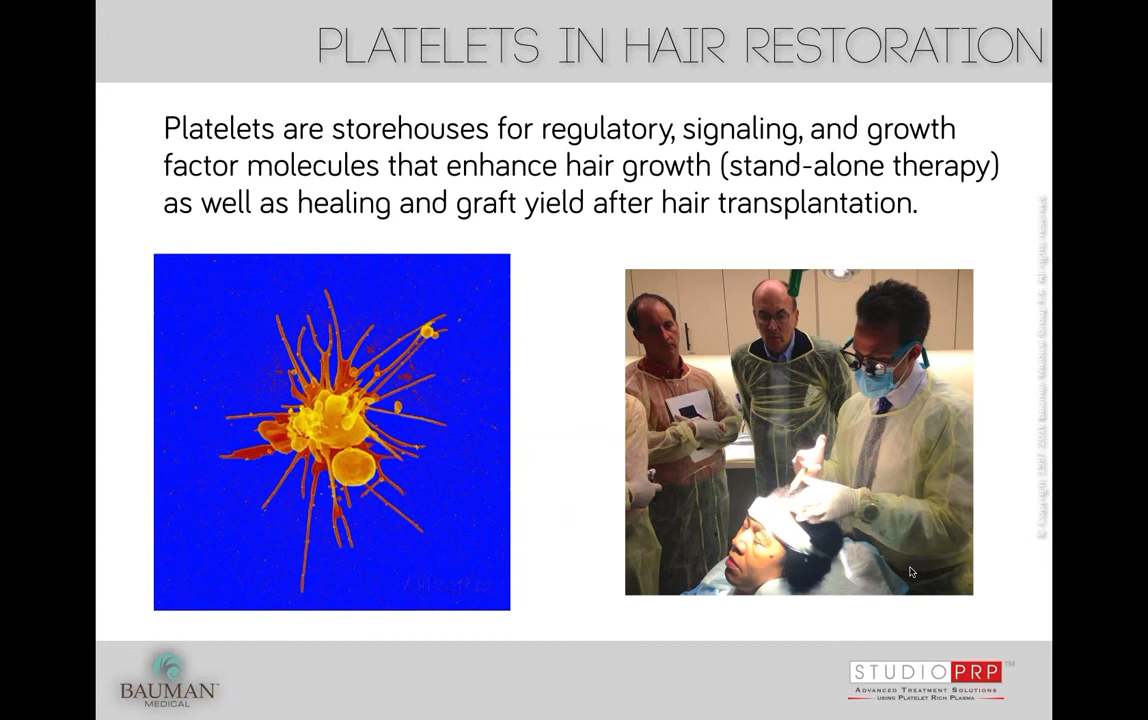 PLATELETS IN HAIR RESTORATION
Platelets are storehouses for regulatory, signaling, and growth
factor molecules that enhance hair growth (stand-alone therapy)
as well as healing and graft yield after hair transplantation.
BAUMAN™
MEDICAL
STUDIO PRP™
ADVANCED TREATMENT SOLUTIONS
USING PLATELET RICH PLASMA